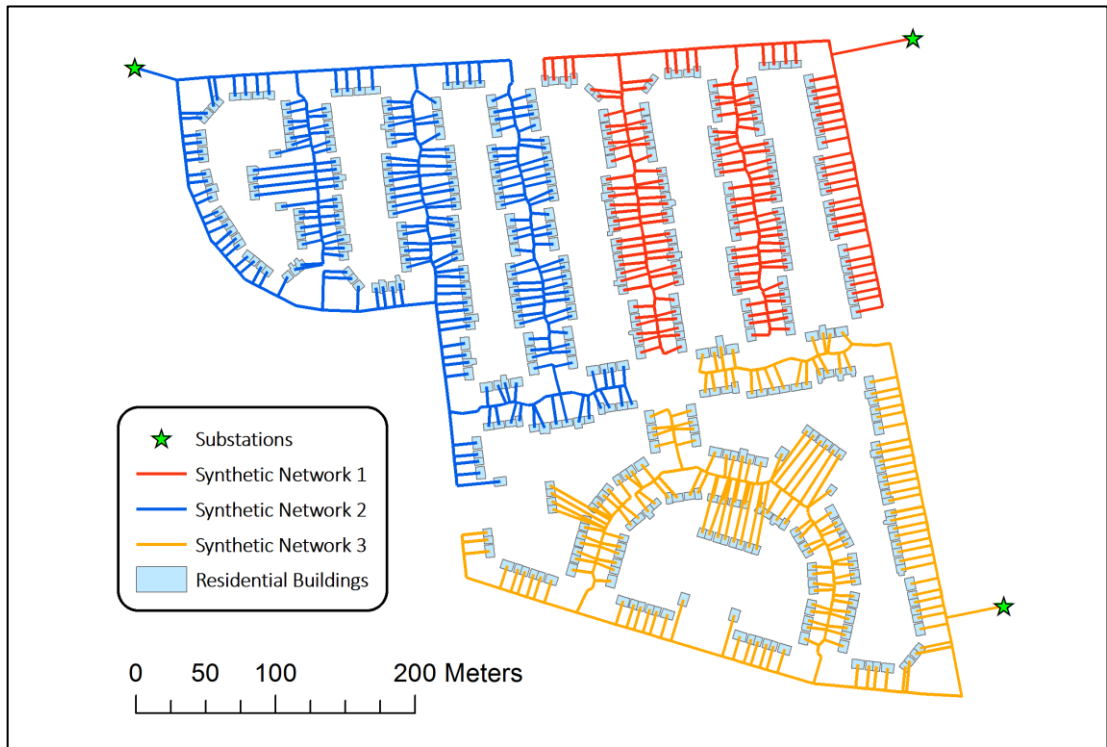 Substations
Synthetic Network 1
Synthetic Network 2
Synthetic Network 3
Residential Buildings
0 50 100 200 Meters